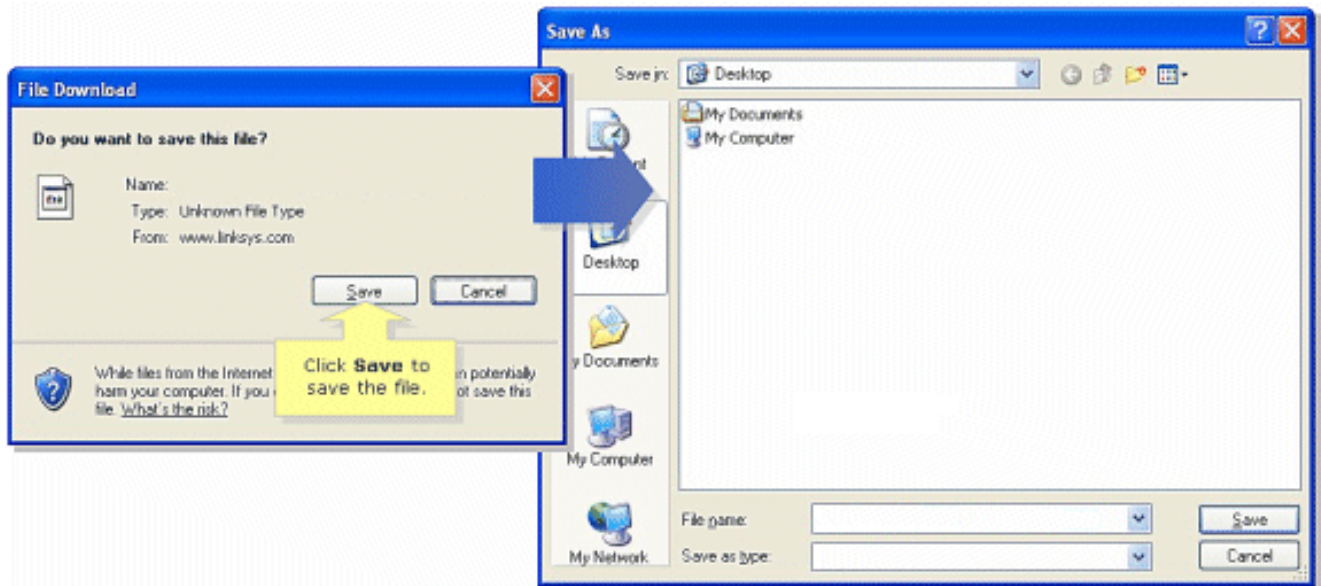 File Download
Do you want to save this file?
Name:
Type: Unknown File Type
From: www.linksys.com
Save
Cancel
Click Save to
save the file.
While files from the Internet n potentially
harm your computer. If you ot save this
file. What's the risk?
Save As
Save in: Desktop
My Documents
My Computer
Desktop
y Documents
My Computer
My Network
File name:
Save
Save as type:
Cancel